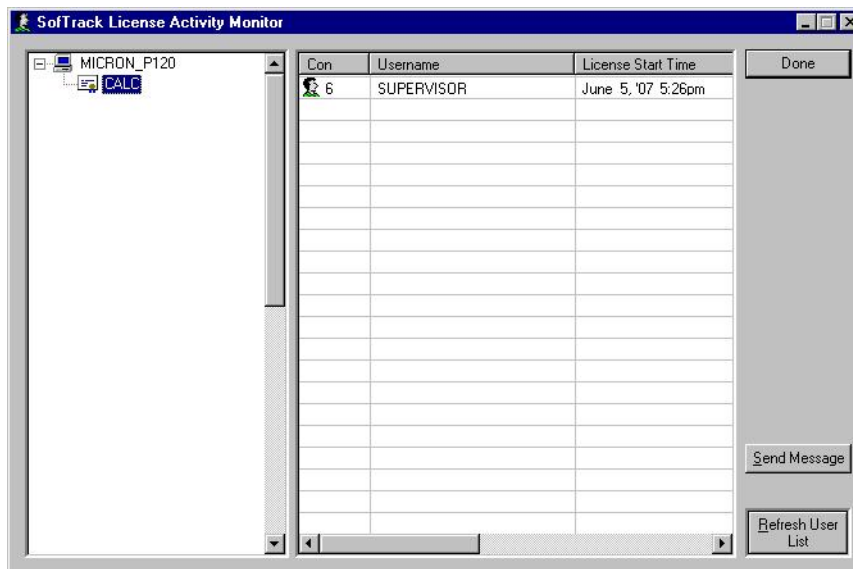 SofTrack License Activity Monitor
MICRON_P120
CALC
Con Username License Start Time
6 SUPERVISOR June 5, '07 5:26pm
Done
Send Message
Refresh User
List